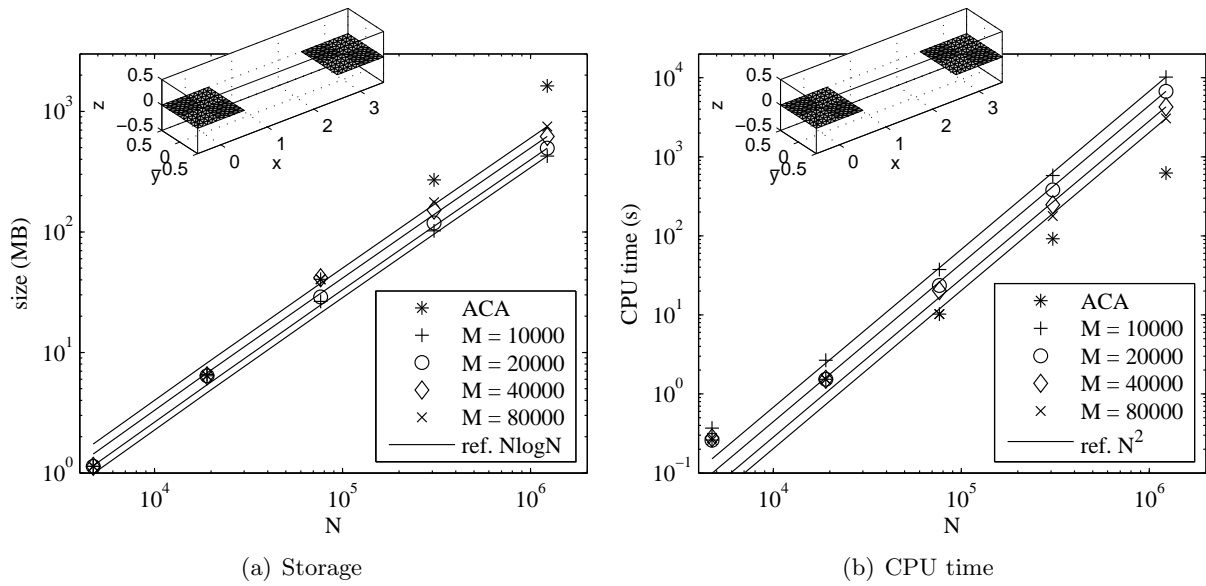 0.5
0
−0.5
z
0.5
0
0.5
y
0
1
2
3
x
10^3
10^2
10^1
10^0
size (MB)
10^4
10^5
10^6
N
ACA
M = 10000
M = 20000
M = 40000
M = 80000
ref. NlogN
(a) Storage
0.5
0
−0.5
z
0.5
0
0.5
y
0
1
2
3
x
10^4
10^3
10^2
10^1
10^0
10^-1
CPU time (s)
10^4
10^5
10^6
N
ACA
M = 10000
M = 20000
M = 40000
M = 80000
ref. N^2
(b) CPU time